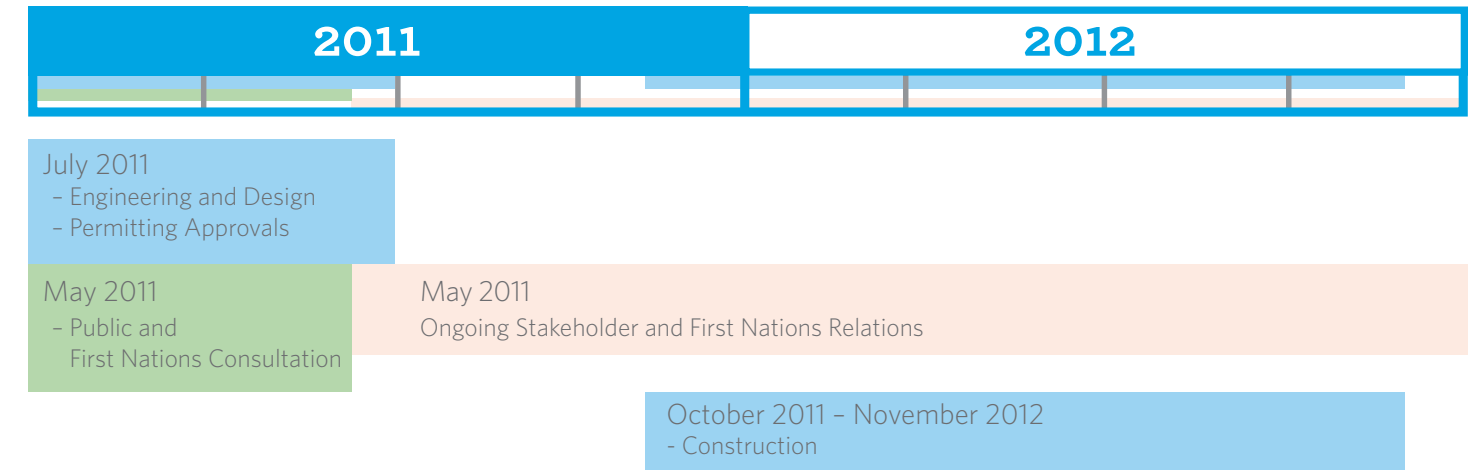 2011
2012
July 2011
– Engineering and Design
– Permitting Approvals
May 2011
– Public and
First Nations Consultation
May 2011
Ongoing Stakeholder and First Nations Relations
October 2011 – November 2012
- Construction